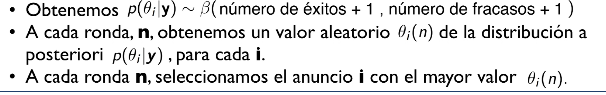 • Obtenemos p(θᵢ|y) ~ β(número de éxitos + 1 , número de fracasos + 1 )
• A cada ronda, n, obtenemos un valor aleatorio θᵢ(n) de la distribución a
posteriori p(θᵢ|y) , para cada i.
• A cada ronda n, seleccionamos el anuncio i con el mayor valor θᵢ(n).